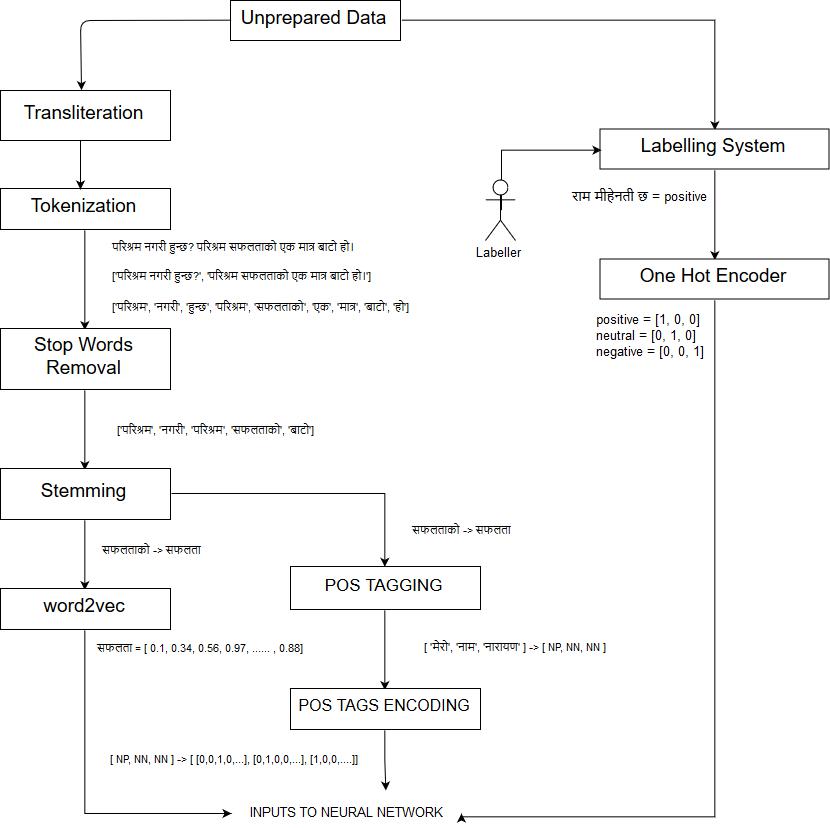 Unprepared Data
Transliteration
Labelling System
Tokenization
राम मीहेनती छ = positive
Labeller
परिश्रम नगरी हुन्छ? परिश्रम सफलताको एक मात्र बाटो हो।
['परिश्रम नगरी हुन्छ?', 'परिश्रम सफलताको एक मात्र बाटो हो।']
One Hot Encoder
['परिश्रम', 'नगरी', 'हुन्छ', 'परिश्रम', 'सफलताको', 'एक', 'मात्र', 'बाटो', 'हो']
positive = [1, 0, 0]
neutral = [0, 1, 0]
negative = [0, 0, 1]
Stop Words
Removal
['परिश्रम', 'नगरी', 'परिश्रम', 'सफलताको', 'बाटो']
Stemming
सफलताको -> सफलता
सफलताको -> सफलता
POS TAGGING
word2vec
सफलता = [ 0.1, 0.34, 0.56, 0.97, ...... , 0.88]
[ 'मेरो', 'नाम', 'नारायण' ] -> [ NP, NN, NN ]
POS TAGS ENCODING
[ NP, NN, NN ] -> [ [0,0,1,0,...], [0,1,0,0,...], [1,0,0,....]]
INPUTS TO NEURAL NETWORK